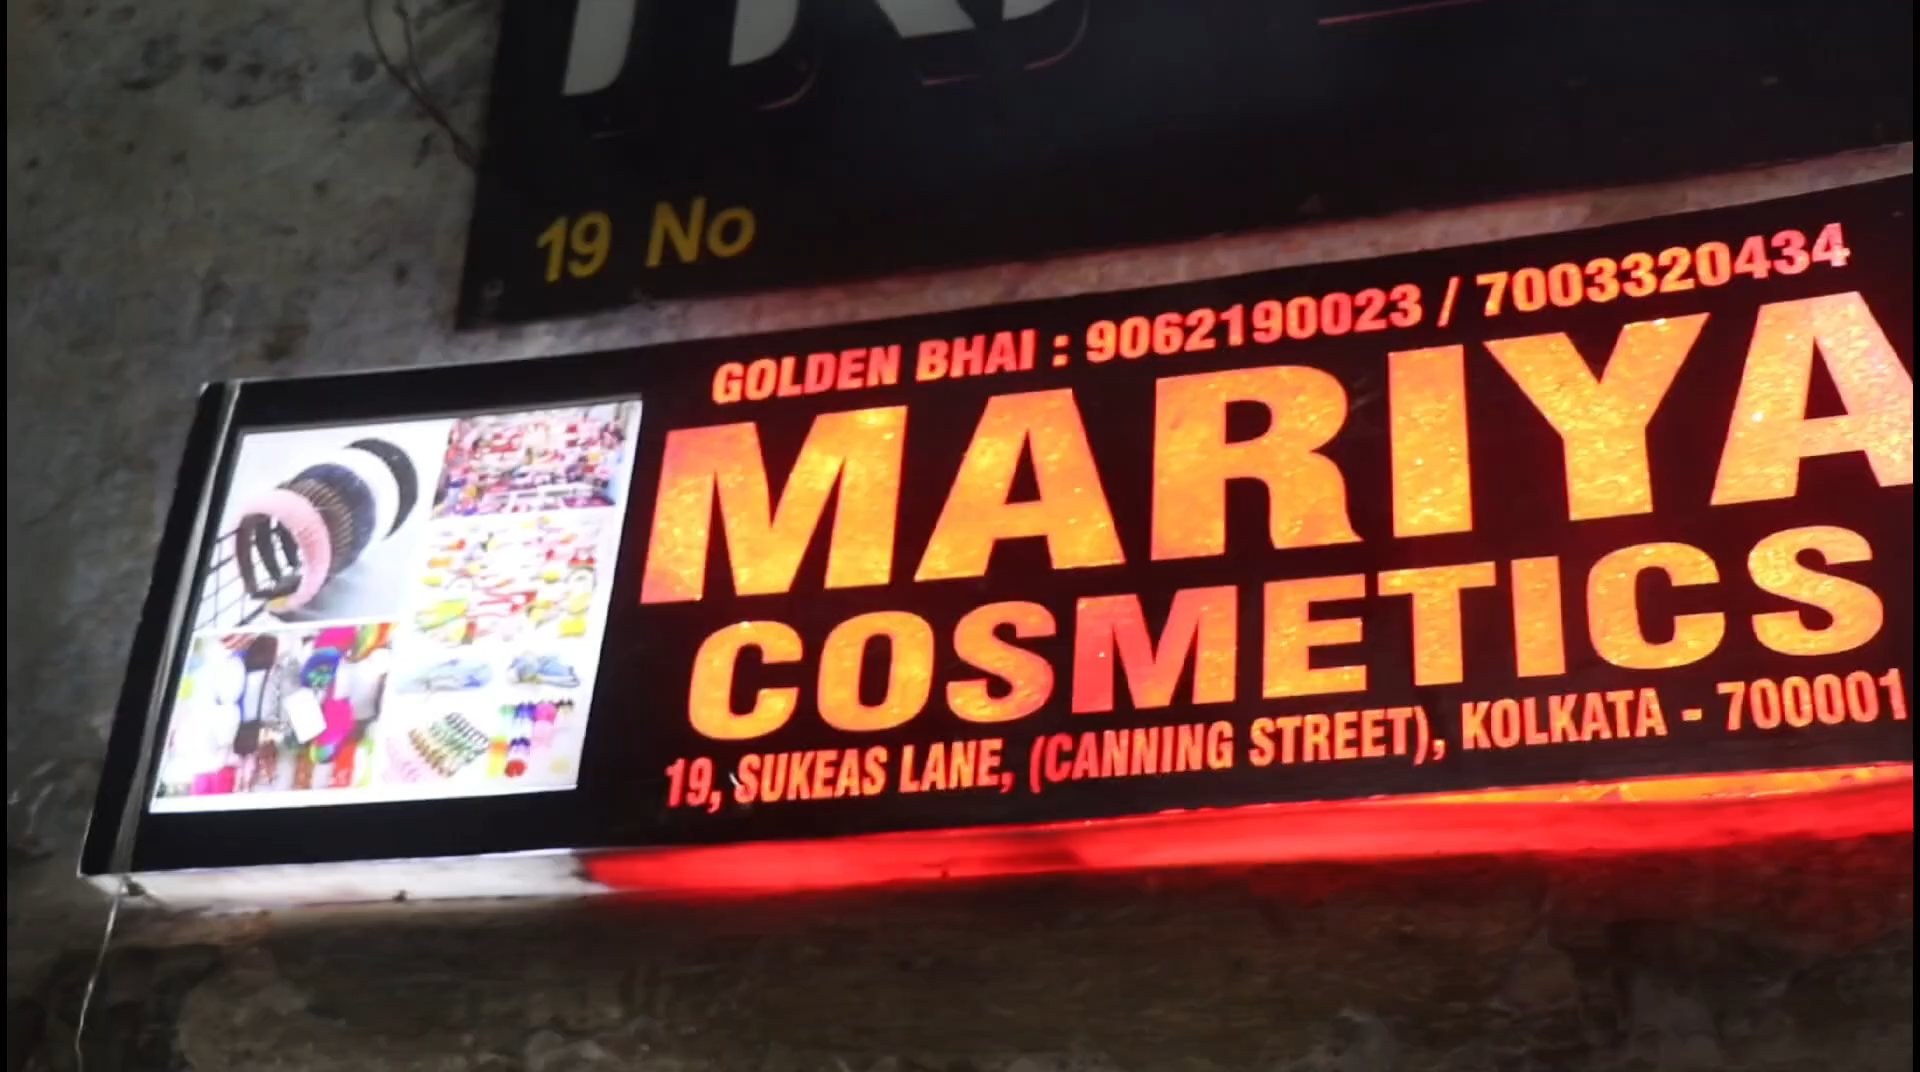 19 No
GOLDEN BHAI : 9062190023 / 7003320434
MARIYA
COSMETICS
19, SUKEAS LANE, (CANNING STREET), KOLKATA - 700001